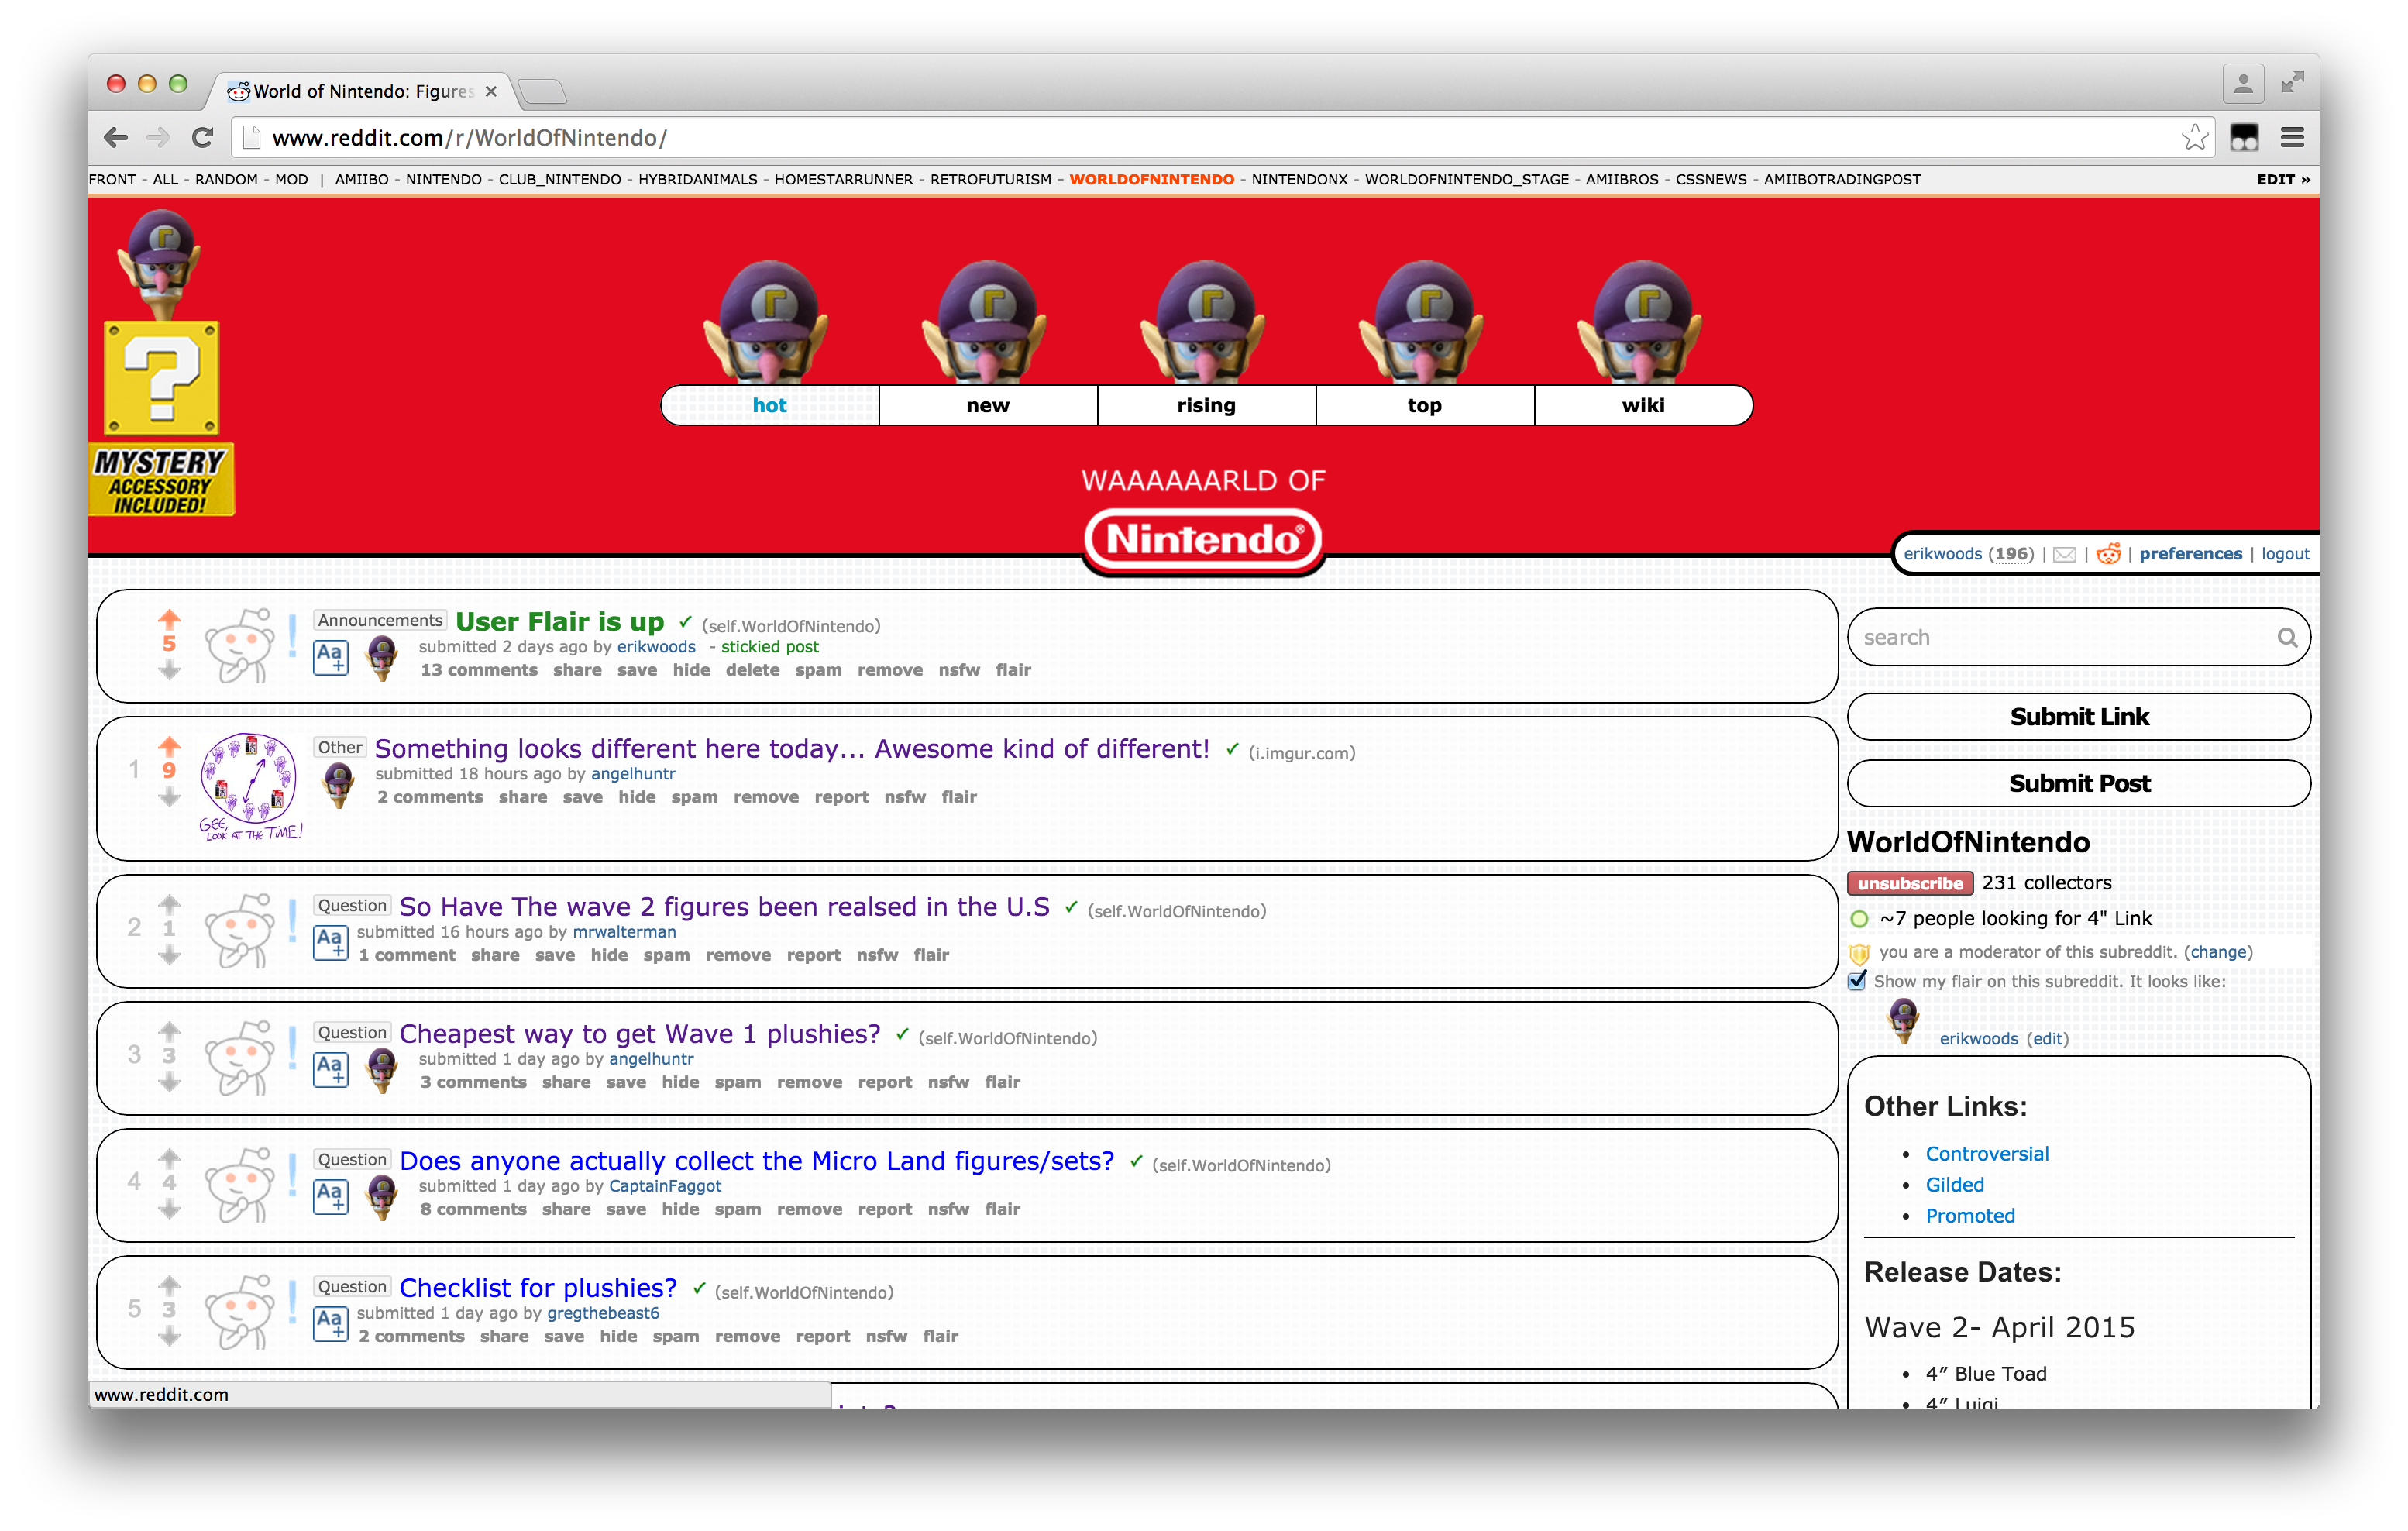 World of Nintendo: Figures
www.reddit.com/r/WorldOfNintendo/
FRONT - ALL - RANDOM - MOD | AMIIBO - NINTENDO - CLUB_NINTENDO - HYBRIDANIMALS - HOMESTARRUNNER - RETROFUTURISM - WORLDOFNINTENDO - NINTENDONX - WORLDOFNINTENDO_STAGE - AMIIBROS - CSSNEWS - AMIIBOTRADINGPOST EDIT »
?
MYSTERY
ACCESSORY
INCLUDED!
hot new rising top wiki
WAAAAAARLD OF
Nintendo®
erikwoods (196) | | | preferences | logout
5
Announcements User Flair is up ✓ (self.WorldOfNintendo)
Aa+ submitted 2 days ago by erikwoods - stickied post
13 comments share save hide delete spam remove nsfw flair
1 9
GEE,
LOOK AT THE TIME!
Other Something looks different here today... Awesome kind of different! ✓ (i.imgur.com)
submitted 18 hours ago by angelhuntr
2 comments share save hide spam remove report nsfw flair
2 1
Question So Have The wave 2 figures been realsed in the U.S ✓ (self.WorldOfNintendo)
Aa+ submitted 16 hours ago by mrwalterman
1 comment share save hide spam remove report nsfw flair
3 3
Question Cheapest way to get Wave 1 plushies? ✓ (self.WorldOfNintendo)
Aa+ submitted 1 day ago by angelhuntr
3 comments share save hide spam remove report nsfw flair
4 4
Question Does anyone actually collect the Micro Land figures/sets? ✓ (self.WorldOfNintendo)
Aa+ submitted 1 day ago by CaptainFaggot
8 comments share save hide spam remove report nsfw flair
5 3
Question Checklist for plushies? ✓ (self.WorldOfNintendo)
Aa+ submitted 1 day ago by gregthebeast6
2 comments share save hide spam remove report nsfw flair
www.reddit.com
search
Submit Link
Submit Post
WorldOfNintendo
unsubscribe 231 collectors
~7 people looking for 4" Link
you are a moderator of this subreddit. (change)
Show my flair on this subreddit. It looks like:
erikwoods (edit)
Other Links:
• Controversial
• Gilded
• Promoted
Release Dates:
Wave 2- April 2015
• 4″ Blue Toad
• 4″ Luigi